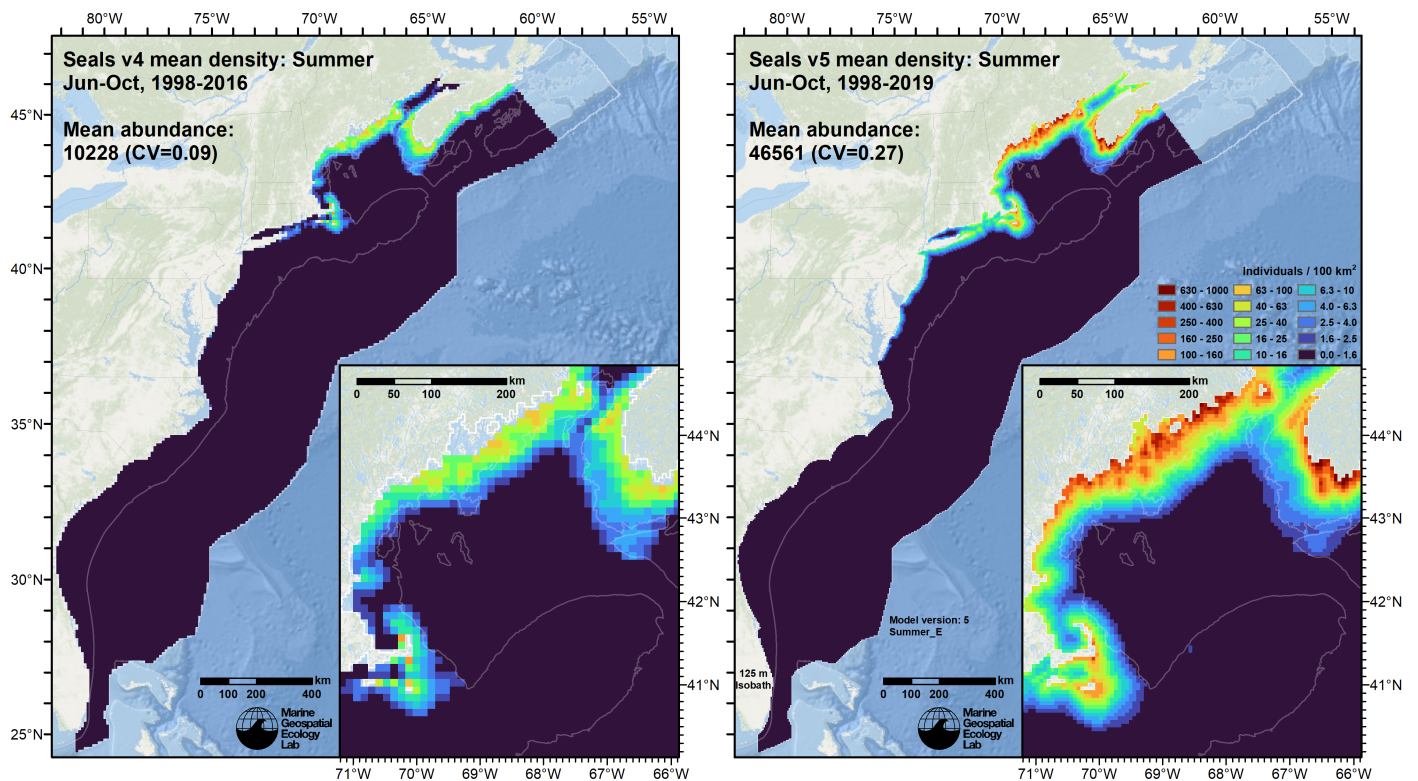 80°W 75°W 70°W 65°W 60°W 55°W
Seals v4 mean density: Summer
Jun-Oct, 1998-2016
Mean abundance:
10228 (CV=0.09)
45°N
40°N
35°N
30°N
25°N
km
0 50 100 200
44°N
43°N
42°N
41°N
km
0 100 200 400
Marine
Geospatial
Ecology
Lab
71°W 70°W 69°W 68°W 67°W 66°W
80°W 75°W 70°W 65°W 60°W 55°W
Seals v5 mean density: Summer
Jun-Oct, 1998-2019
Mean abundance:
46561 (CV=0.27)
Individuals / 100 km²
630 - 1000 63 - 100 6.3 - 10
400 - 630 40 - 63 4.0 - 6.3
250 - 400 25 - 40 2.5 - 4.0
160 - 250 16 - 25 1.6 - 2.5
100 - 160 10 - 16 0.0 - 1.6
45°N
40°N
35°N
30°N
25°N
km
0 50 100 200
44°N
43°N
42°N
41°N
Model version: 5
Summer_E
125 m
Isobath
km
0 100 200 400
Marine
Geospatial
Ecology
Lab
71°W 70°W 69°W 68°W 67°W 66°W